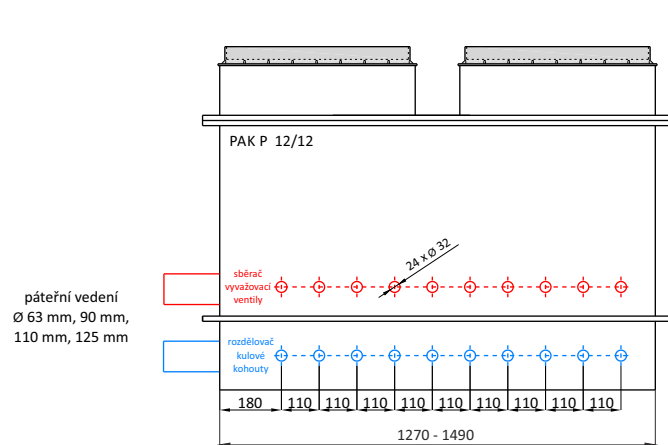 PAK P 12/12
24 x Ø 32
sběrač
vyvažovací
ventily
páteřní vedení
Ø 63 mm, 90 mm,
110 mm, 125 mm
rozdělovač
kulové
kohouty
180 110 110 110 110 110 110 110 110 110
1270 - 1490